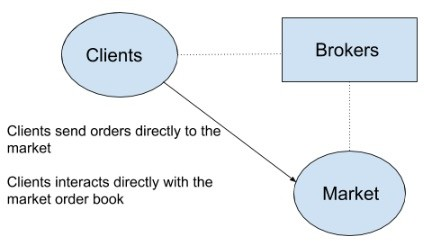 Clients
Brokers
Clients send orders directly to the
market
Clients interacts directly with the
market order book
Market